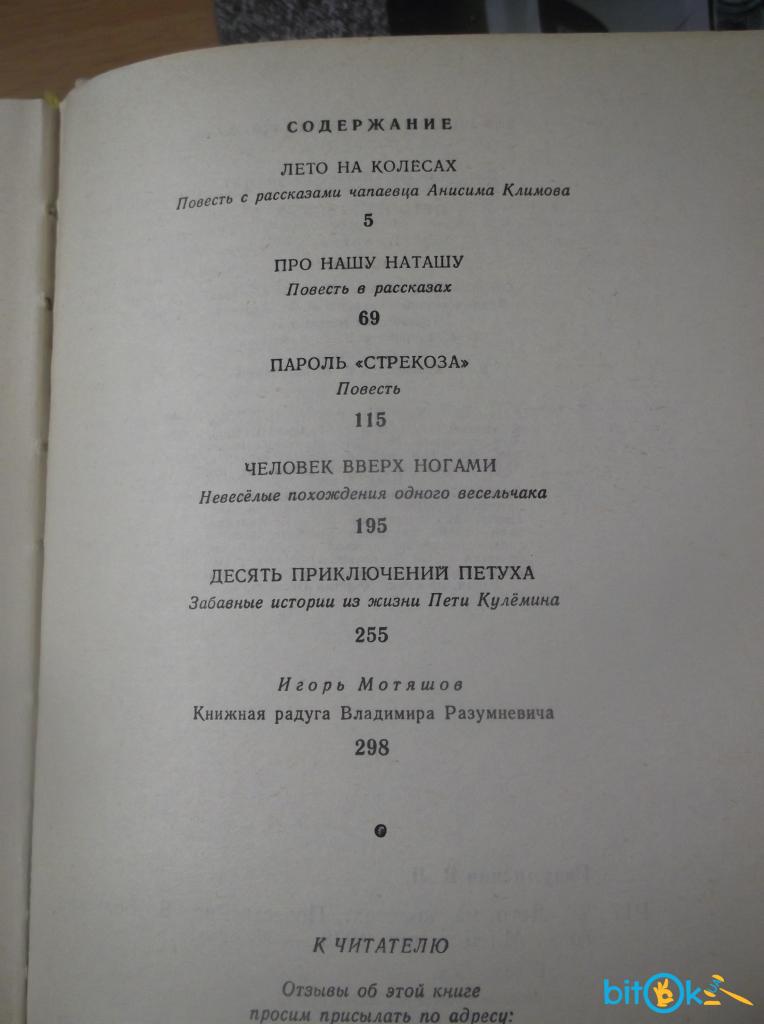 СОДЕРЖАНИЕ
ЛЕТО НА КОЛЕСАХ
Повесть с рассказами чапаевца Анисима Климова
5
ПРО НАШУ НАТАШУ
Повесть в рассказах
69
ПАРОЛЬ «СТРЕКОЗА»
Повесть
115
ЧЕЛОВЕК ВВЕРХ НОГАМИ
Невесёлые похождения одного весельчака
195
ДЕСЯТЬ ПРИКЛЮЧЕНИЙ ПЕТУХА
Забавные истории из жизни Пети Кулёмина
255
Игорь Мотяшов
Книжная радуга Владимира Разумневича
298
К ЧИТАТЕЛЮ
Отзывы об этой книге
просим присылать по адресу:
bitOk